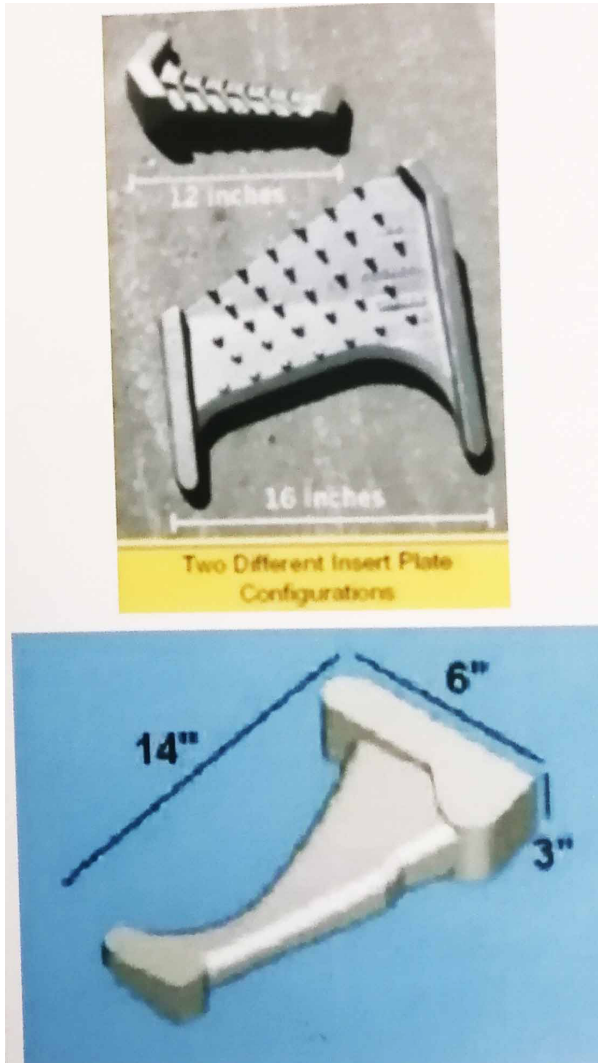 12 inches
16 inches
Two Different Insert Plate
Configurations
14"
6"
3"